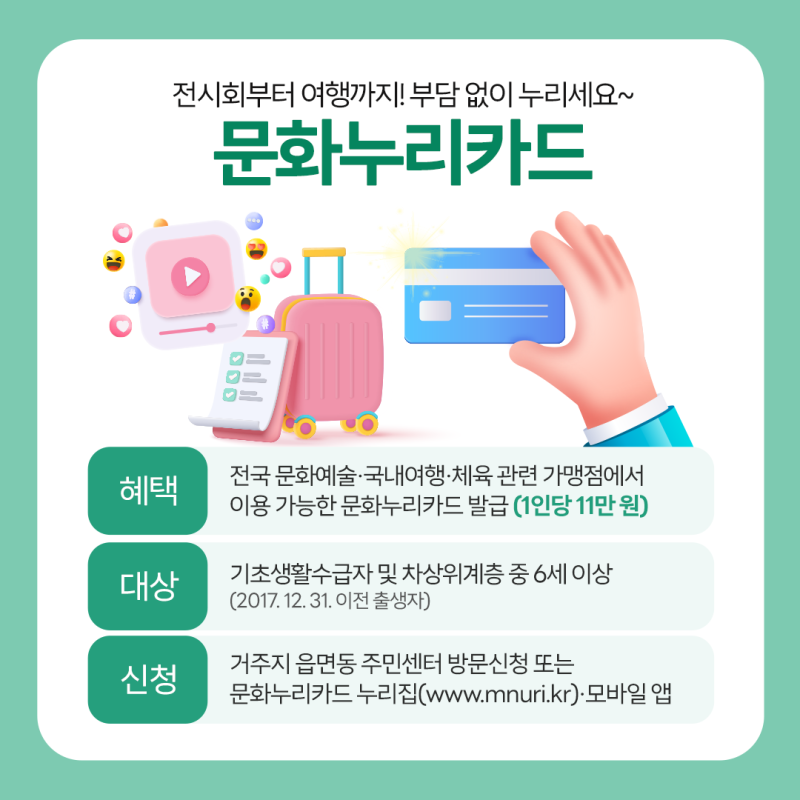 전시회부터 여행까지! 부담 없이 누리세요~
문화누리카드
혜택
전국 문화예술·국내여행·체육 관련 가맹점에서
이용 가능한 문화누리카드 발급 (1인당 11만 원)
대상
기초생활수급자 및 차상위계층 중 6세 이상
(2017. 12. 31. 이전 출생자)
신청
거주지 읍면동 주민센터 방문신청 또는
문화누리카드 누리집(www.mnuri.kr)·모바일 앱